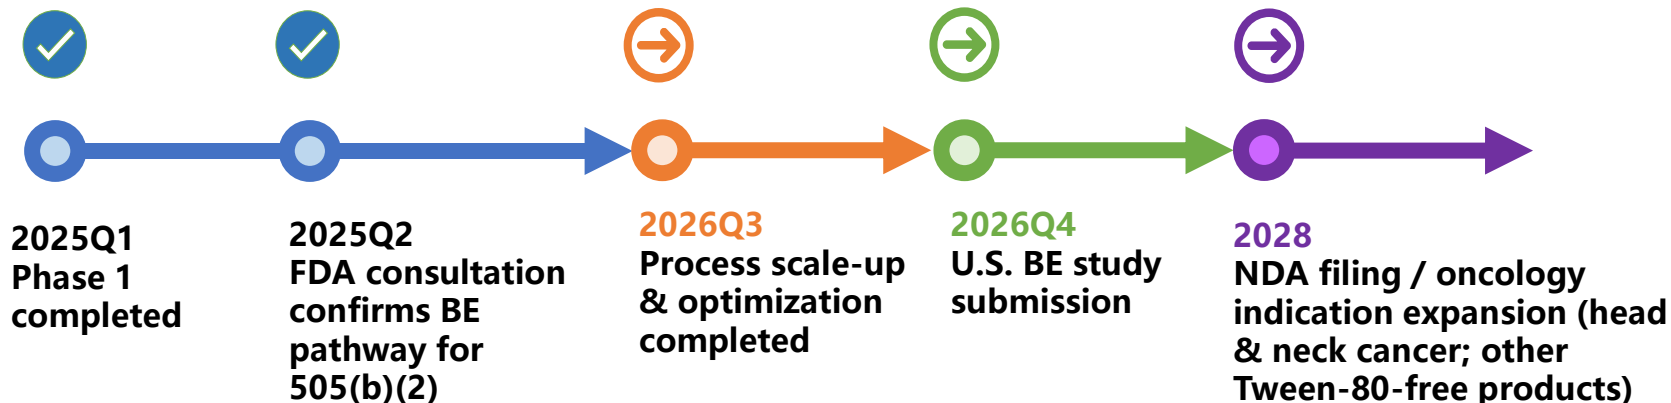 2025Q1
Phase 1
completed
2025Q2
FDA consultation
confirms BE
pathway for
505(b)(2)
2026Q3
Process scale-up
& optimization
completed
2026Q4
U.S. BE study
submission
2028
NDA filing / oncology
indication expansion (head
& neck cancer; other
Tween-80-free products)